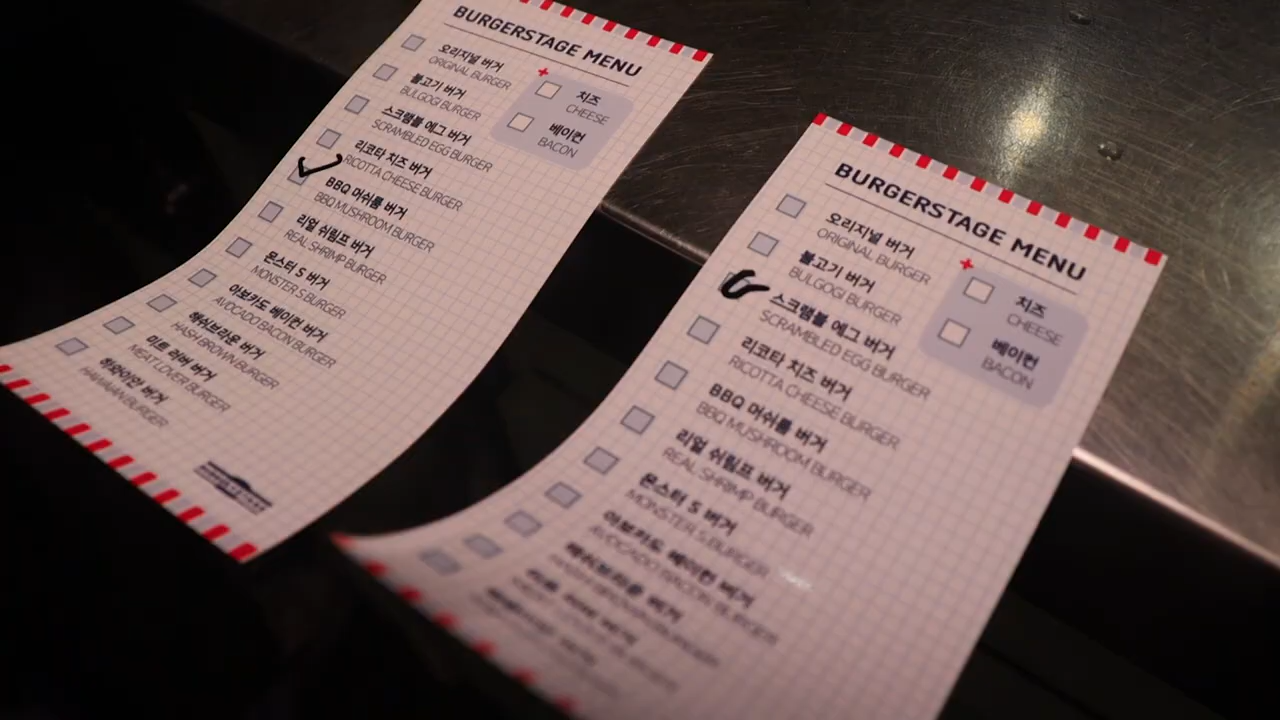 BURGERSTAGE MENU
오리지널 버거
ORIGINAL BURGER
불고기 버거
BULGOGI BURGER
스크램블 에그 버거
SCRAMBLED EGG BURGER
리코타 치즈 버거
RICOTTA CHEESE BURGER
BBQ 머쉬룸 버거
BBQ MUSHROOM BURGER
리얼 쉬림프 버거
REAL SHRIMP BURGER
몬스터 S 버거
MONSTER S BURGER
아보카도 베이컨 버거
AVOCADO BACON BURGER
해쉬브라운 버거
HASH BROWN BURGER
미트 러버 버거
MEAT LOVER BURGER
하와이안 버거
HAWAIIAN BURGER
+
치즈
CHEESE
베이컨
BACON
BURGERSTAGE MENU
오리지널 버거
ORIGINAL BURGER
불고기 버거
BULGOGI BURGER
스크램블 에그 버거
SCRAMBLED EGG BURGER
리코타 치즈 버거
RICOTTA CHEESE BURGER
BBQ 머쉬룸 버거
BBQ MUSHROOM BURGER
리얼 쉬림프 버거
REAL SHRIMP BURGER
몬스터 S 버거
MONSTER S BURGER
아보카도 베이컨 버거
AVOCADO BACON BURGER
해쉬브라운 버거
+
치즈
CHEESE
베이컨
BACON